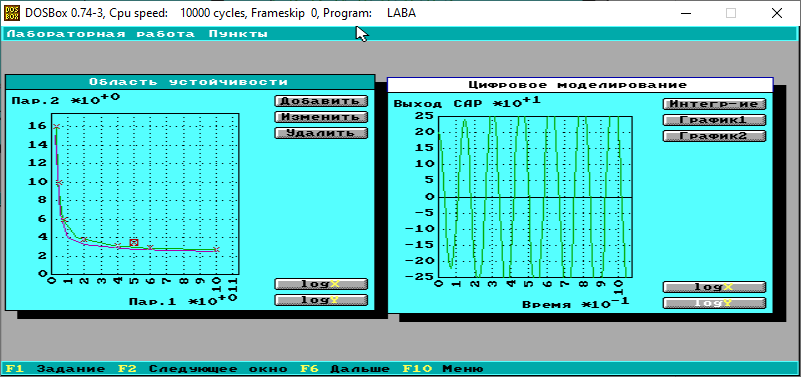 DOSBox 0.74-3, Cpu speed: 10000 cycles, Frameskip 0, Program: LABA
Лабораторная работа Пункты
Область устойчивости
Пар.2 *10+0
Добавить
Изменить
Удалить
16
14
10
8
6
4
2
0
0 1 2 3 4 5 6 7 8 9 10 11
Пар.1 *10+0
logX
logY
Цифровое моделирование
Выход САР *10+1
Интегр-ие
График1
График2
25
20
15
10
5
0
-5
-10
-15
-20
-25
0 1 2 3 4 5 6 7 8 9 10
Время *10-1
logX
logY
F1 Задание F2 Следующее окно F6 Дальше F10 Меню